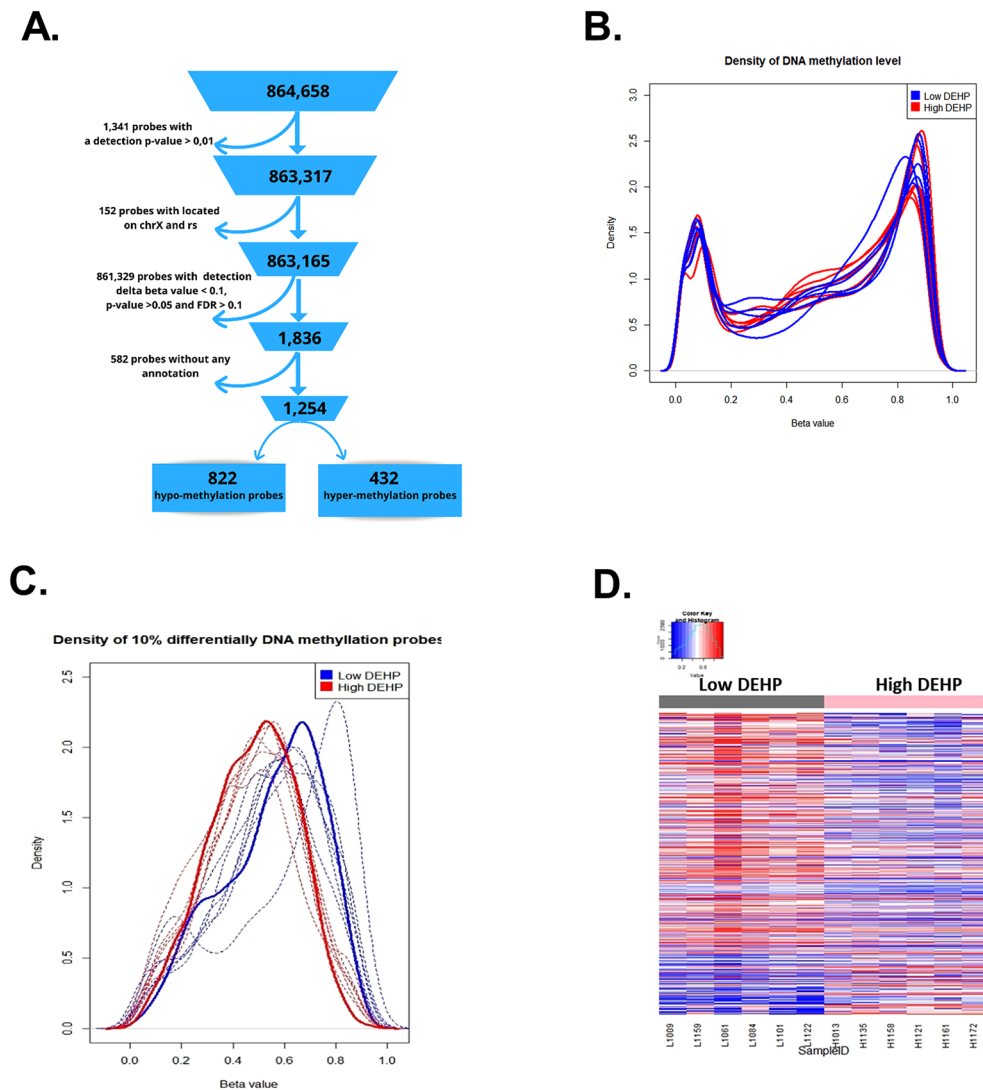 A.
864,658
1,341 probes with
a detection p-value > 0,01
863,317
152 probes with located
on chrX and rs
863,165
861,329 probes with detection
delta beta value < 0.1,
p-value >0.05 and FDR > 0.1
1,836
582 probes without any
annotation
1,254
822
hypo-methylation probes
432
hyper-methylation probes
B.
Density of DNA methylation level
Low DEHP
High DEHP
3.0
2.5
2.0
1.5
1.0
0.5
0.0
Density
0.0 0.2 0.4 0.6 0.8 1.0
Beta value
C.
Density of 10% differentially DNA methyllation probes
Low DEHP
High DEHP
2.5
2.0
1.5
1.0
0.5
0.0
Density
0.0 0.2 0.4 0.6 0.8 1.0
Beta value
D.
Color Key
and Histogram
0.2 0.6
Value
Low DEHP High DEHP
L1009 L1159 L1061 L1084 L1101 L1122 H1013 H1135 H1158 H1121 H1161 H1172
SampleID